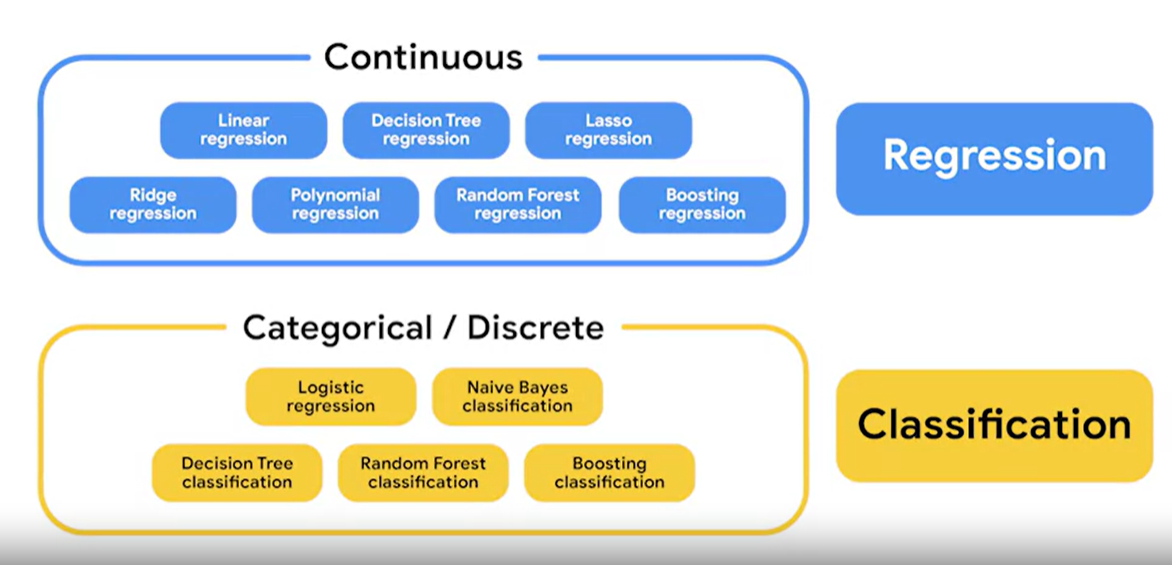 Continuous
Linear
regression
Decision Tree
regression
Lasso
regression
Ridge
regression
Polynomial
regression
Random Forest
regression
Boosting
regression
Regression
Categorical / Discrete
Logistic
regression
Naive Bayes
classification
Decision Tree
classification
Random Forest
classification
Boosting
classification
Classification